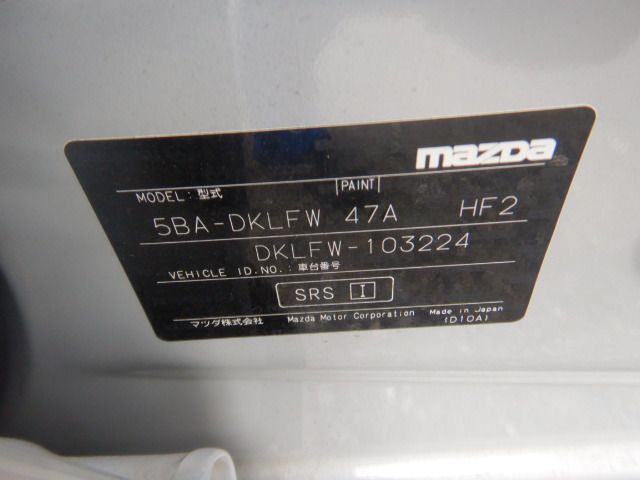 mazDa
MODEL: 型式 PAINT
5BA-DKLFW 47A HF2
DKLFW-103224
VEHICLE ID.NO.: 車台番号
SRS I
マツダ株式会社 Mazda Motor Corporation Made in Japan
(D10A)